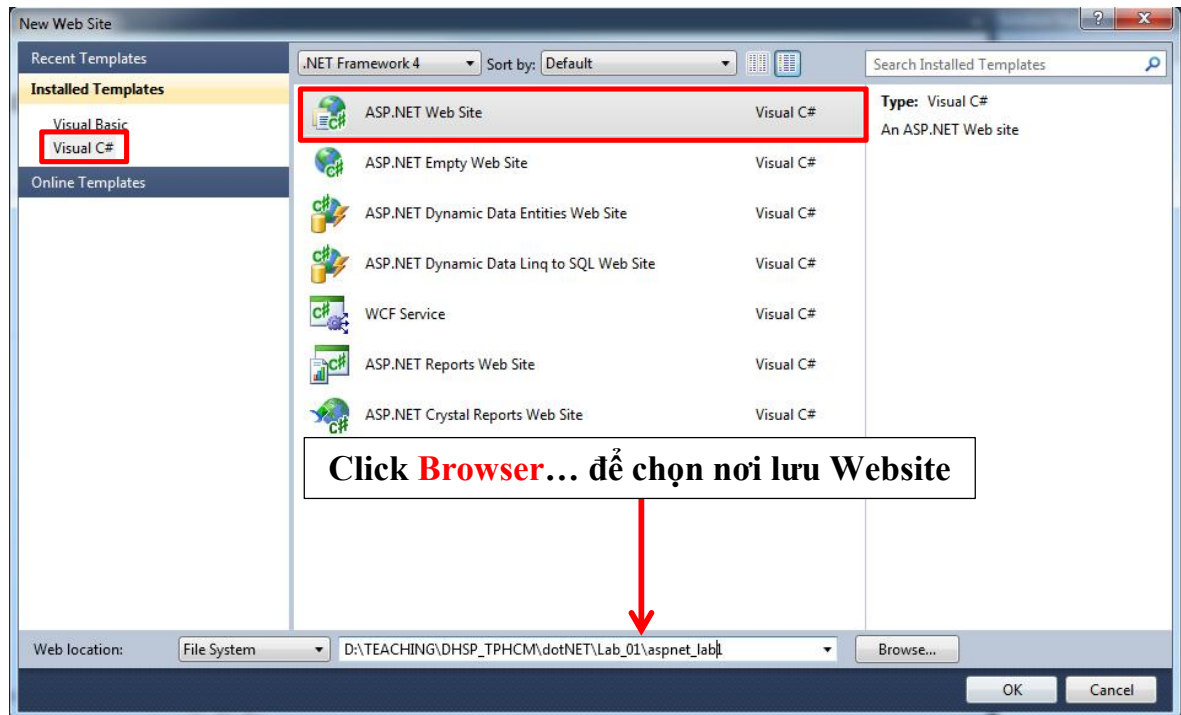 New Web Site
Recent Templates
Installed Templates
Visual Basic
Visual C#
Online Templates
.NET Framework 4
Sort by: Default
Search Installed Templates
ASP.NET Web Site Visual C#
ASP.NET Empty Web Site Visual C#
ASP.NET Dynamic Data Entities Web Site Visual C#
ASP.NET Dynamic Data Linq to SQL Web Site Visual C#
WCF Service Visual C#
ASP.NET Reports Web Site Visual C#
ASP.NET Crystal Reports Web Site Visual C#
Type: Visual C#
An ASP.NET Web site
Click Browser… để chọn nơi lưu Website
Web location: File System D:\TEACHING\DHSP_TPHCM\dotNET\Lab_01\aspnet_lab1 Browse...
OK Cancel